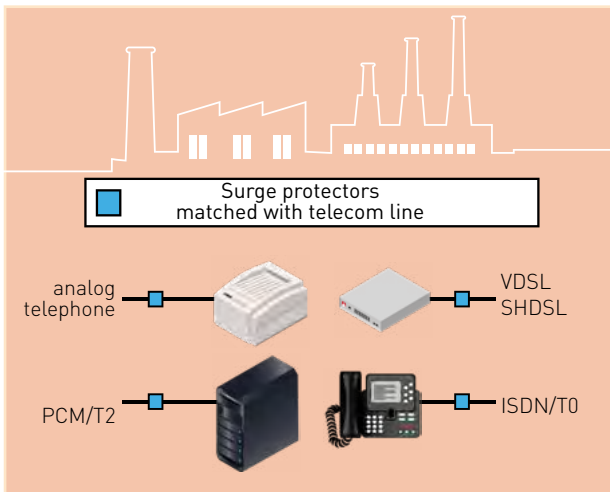 Surge protectors
matched with telecom line
analog
telephone
VDSL
SHDSL
PCM/T2
ISDN/T0